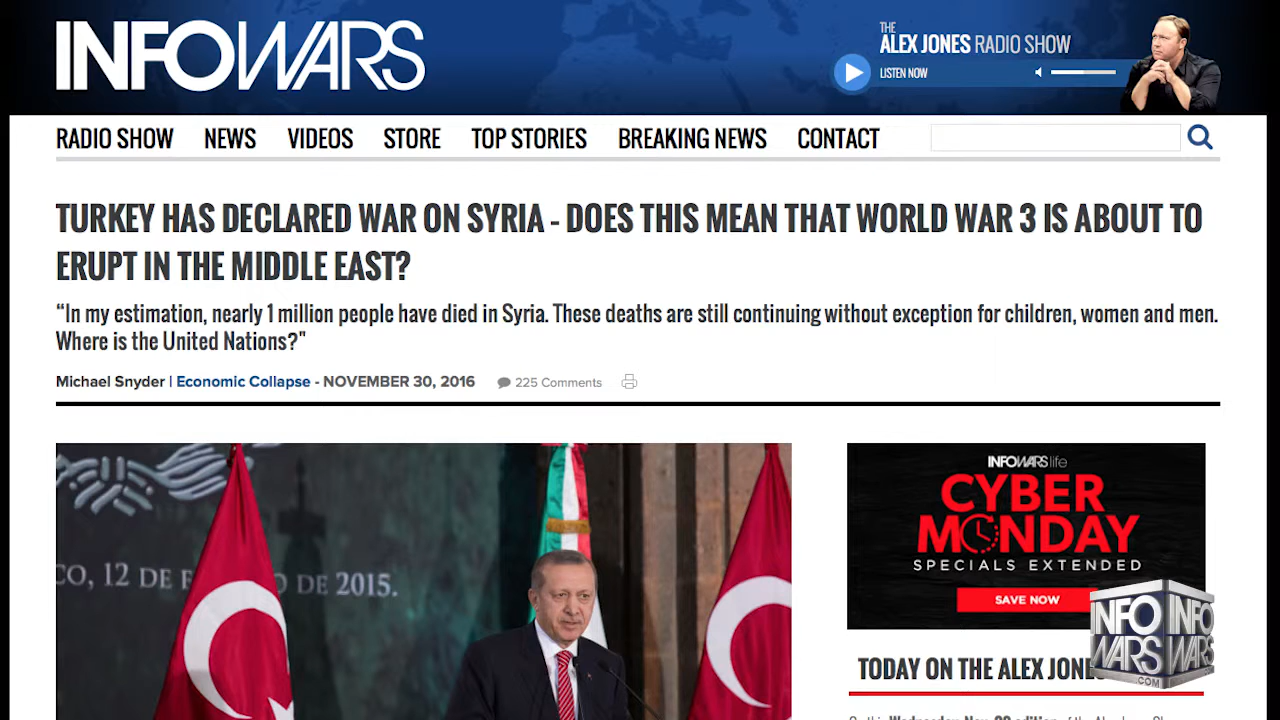 INFOWARS
THE
ALEX JONES RADIO SHOW
LISTEN NOW
RADIO SHOW NEWS VIDEOS STORE TOP STORIES BREAKING NEWS CONTACT
TURKEY HAS DECLARED WAR ON SYRIA - DOES THIS MEAN THAT WORLD WAR 3 IS ABOUT TO
ERUPT IN THE MIDDLE EAST?
“In my estimation, nearly 1 million people have died in Syria. These deaths are still continuing without exception for children, women and men.
Where is the United Nations?"
Michael Snyder | Economic Collapse - NOVEMBER 30, 2016 225 Comments
CO, 12 DE E O DE 2015.
INFOWARS life
CYBER
MONDAY
SPECIALS EXTENDED
SAVE NOW
INFO INFO
WARS WARS
.COM
TODAY ON THE ALEX JONES